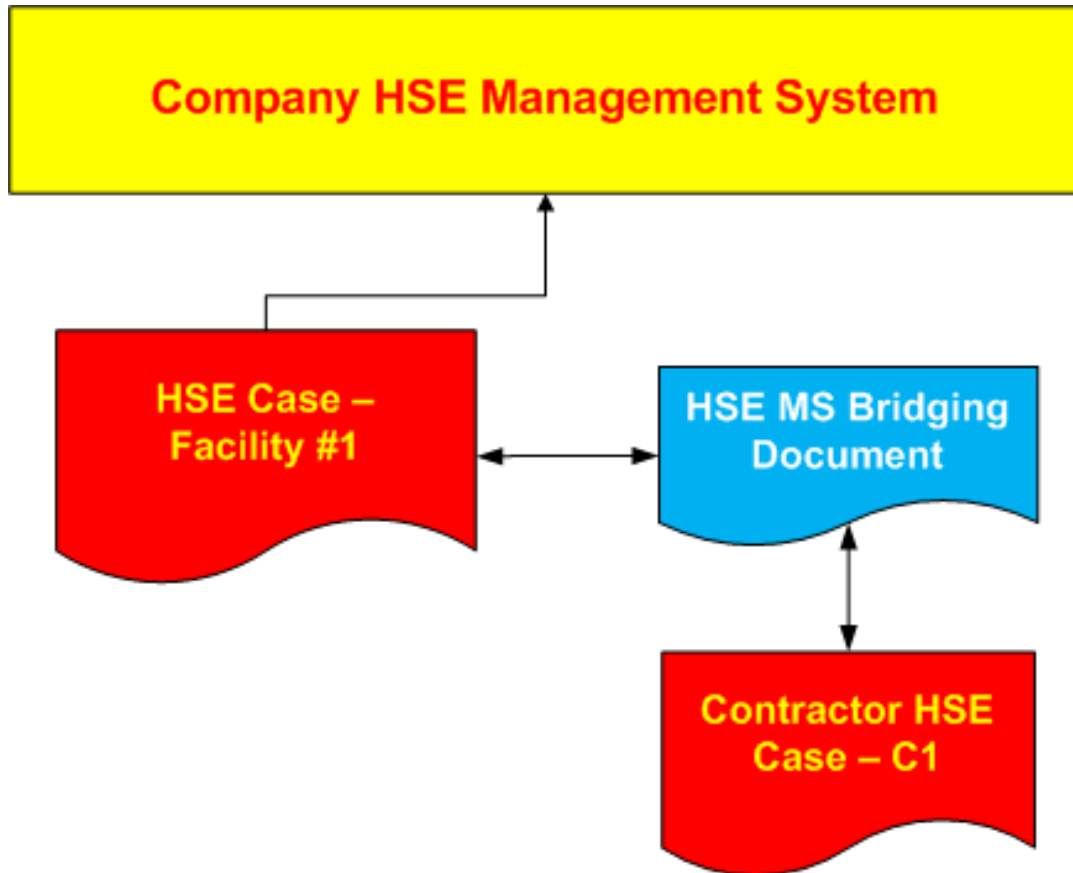 Company HSE Management System
HSE Case –
Facility #1
HSE MS Bridging
Document
Contractor HSE
Case – C1